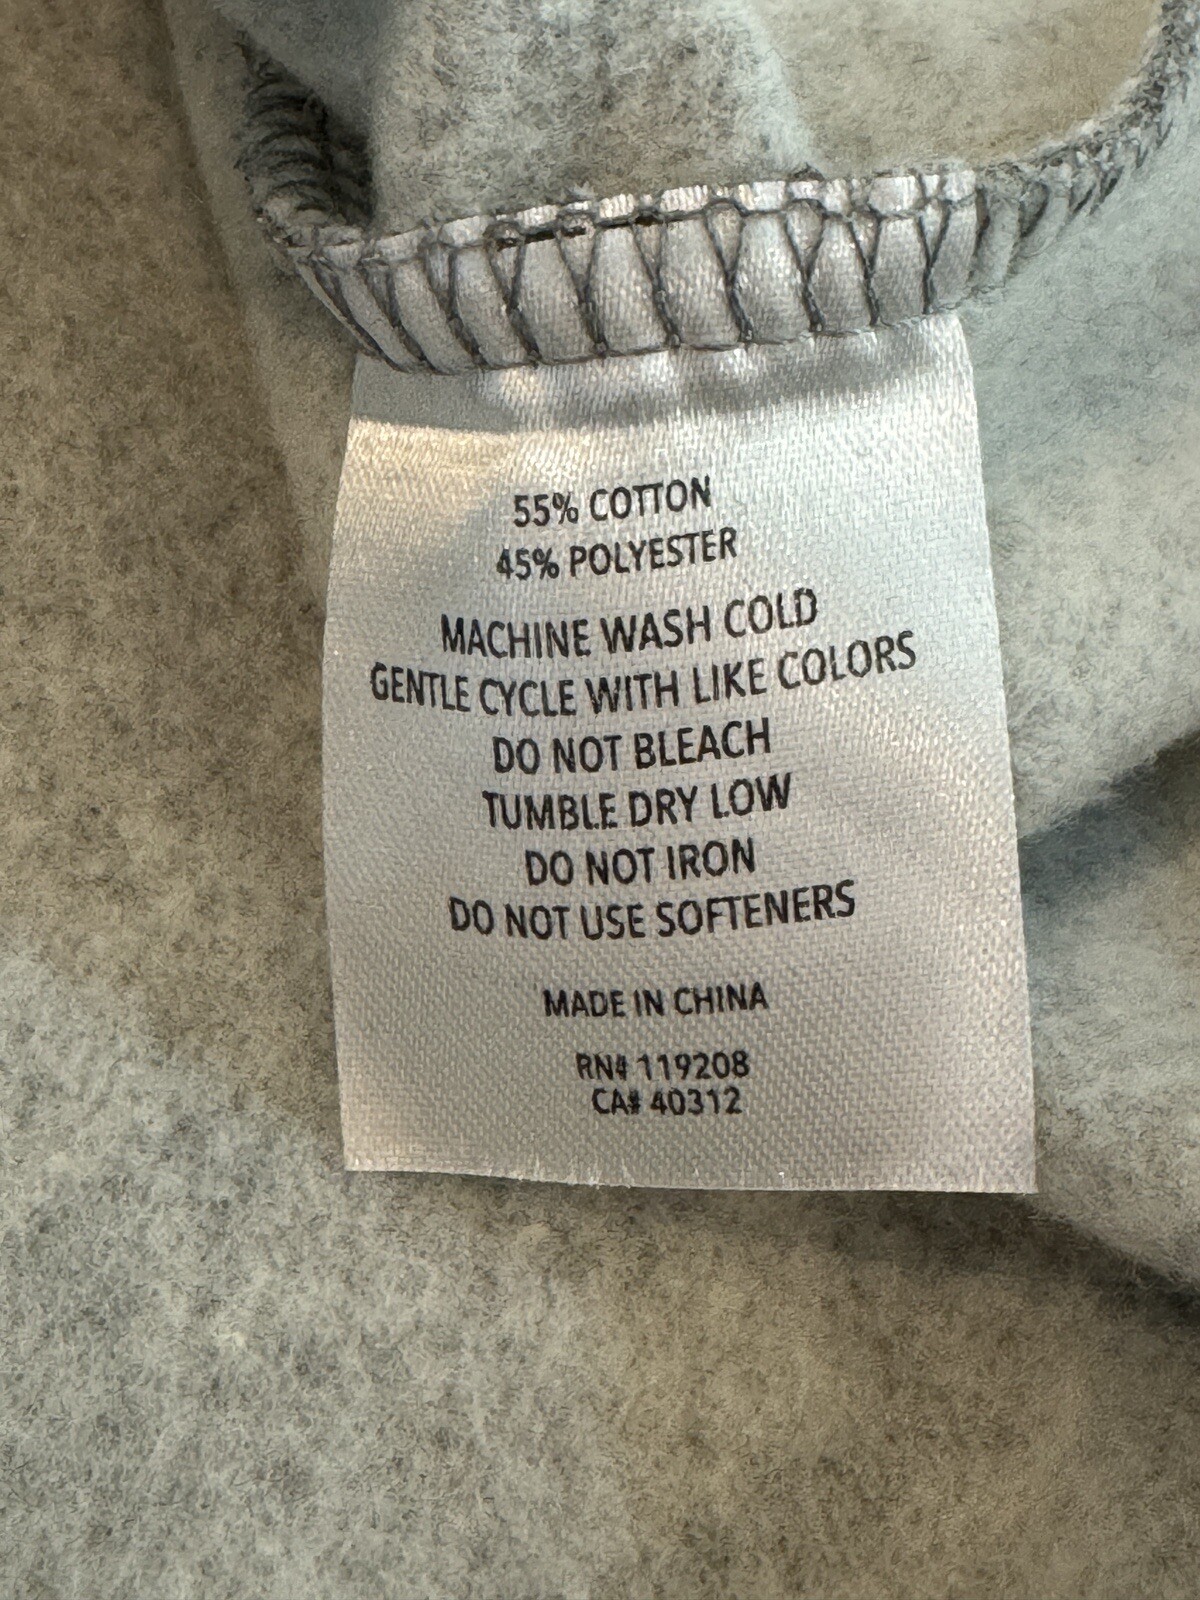 55% COTTON
45% POLYESTER
MACHINE WASH COLD
GENTLE CYCLE WITH LIKE COLORS
DO NOT BLEACH
TUMBLE DRY LOW
DO NOT IRON
DO NOT USE SOFTENERS
MADE IN CHINA
RN# 119208
CA# 40312